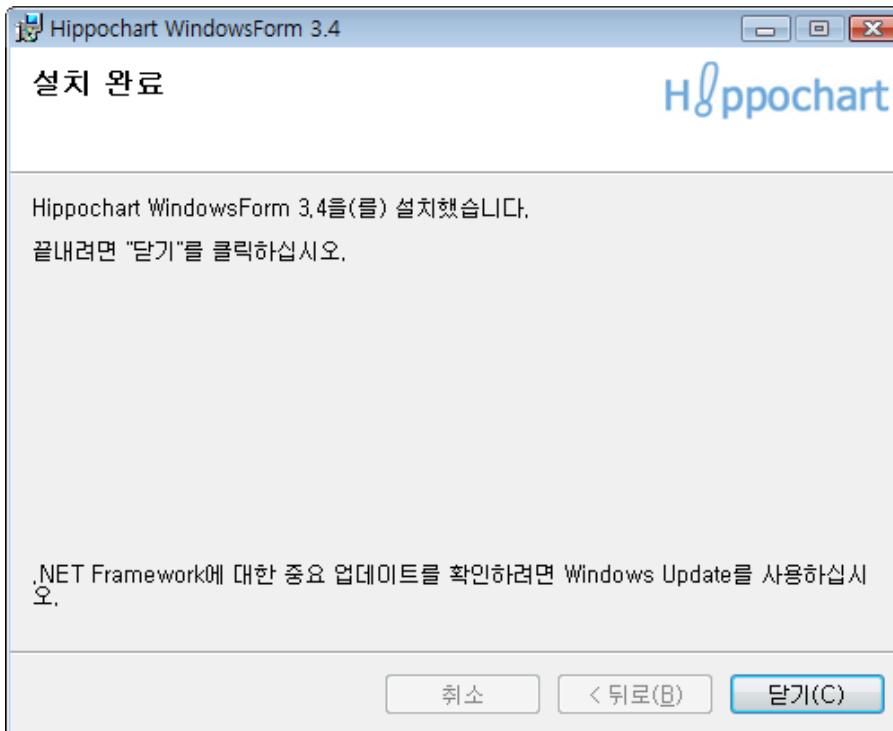 Hippochart WindowsForm 3.4
설치 완료
Hippochart
Hippochart WindowsForm 3.4을(를) 설치했습니다.
끝내려면 "닫기"를 클릭하십시오.
.NET Framework에 대한 중요 업데이트를 확인하려면 Windows Update를 사용하십시
오.
취소
< 뒤로(B)
닫기(C)